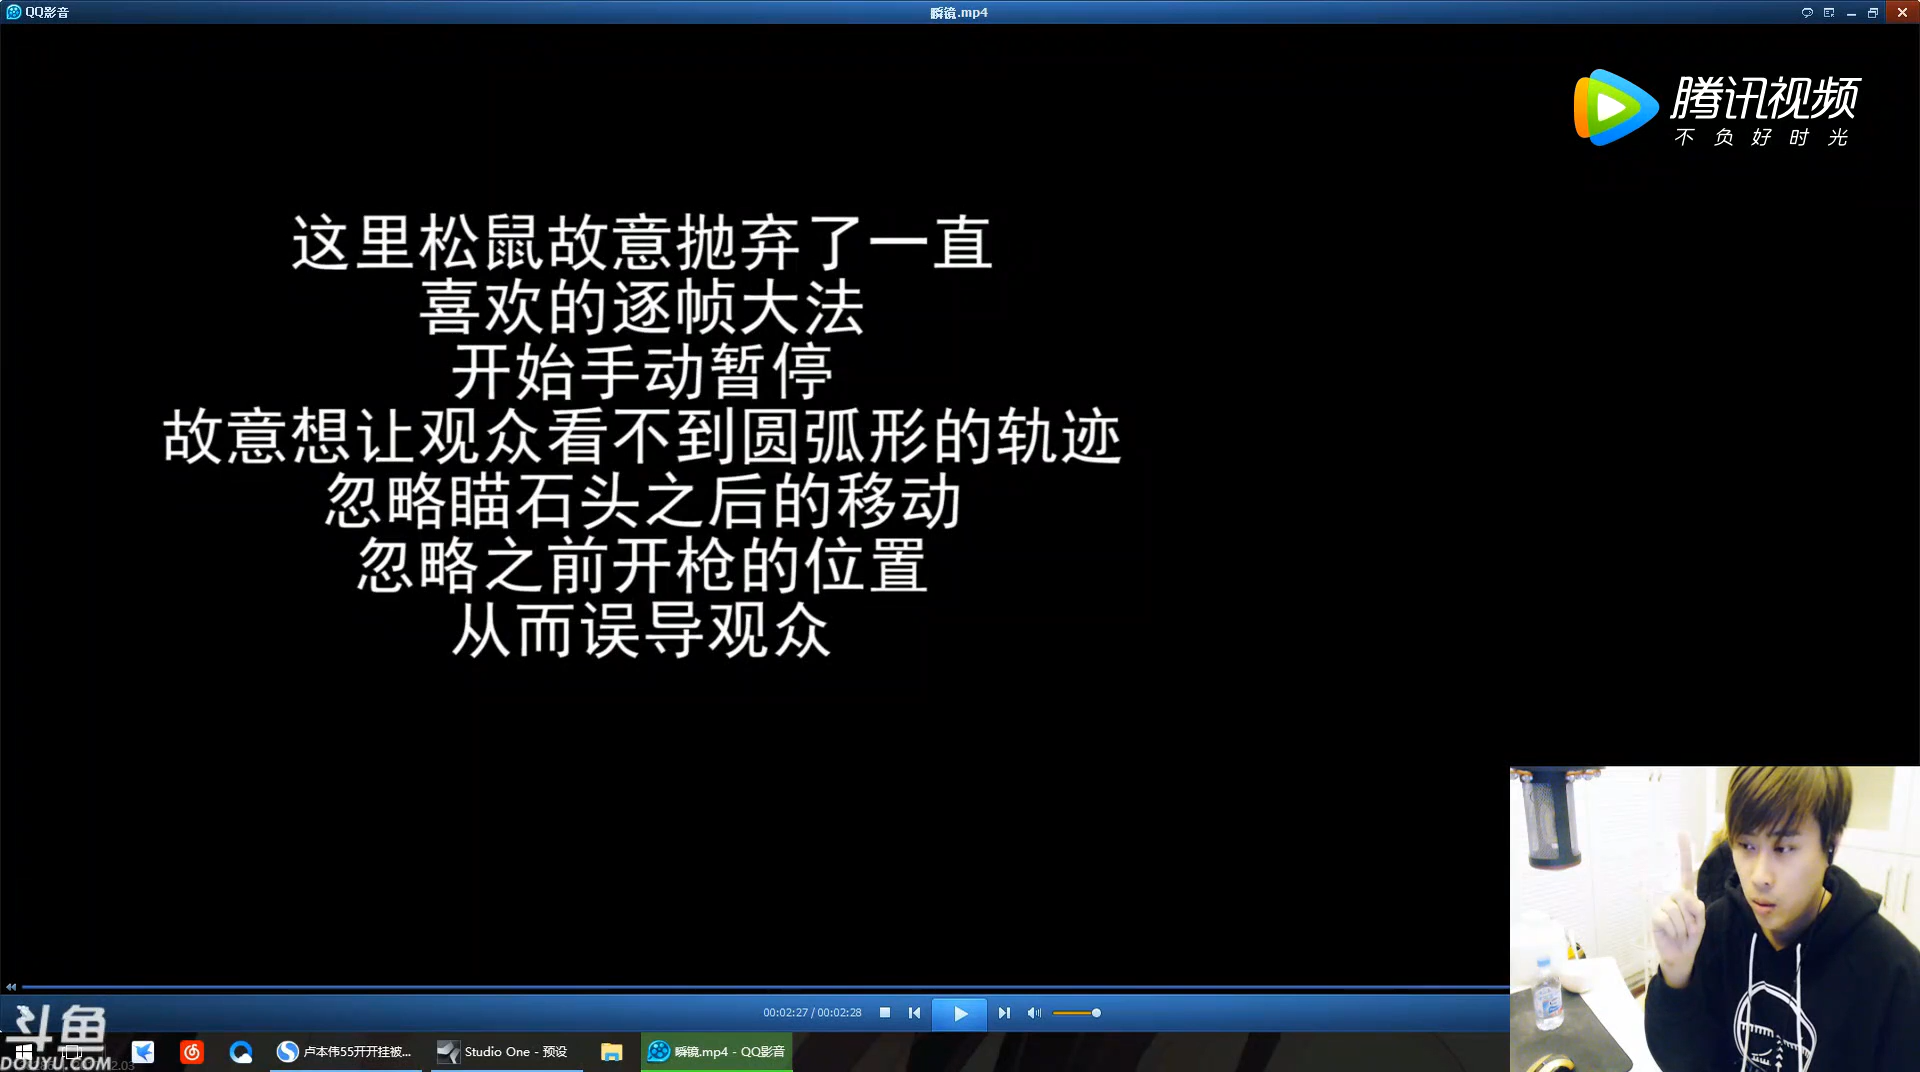 QQ影音
瞬镜.mp4
腾讯视频
不负好时光
这里松鼠故意抛弃了一直
喜欢的逐帧大法
开始手动暂停
故意想让观众看不到圆弧形的轨迹
忽略瞄石头之后的移动
忽略之前开枪的位置
从而误导观众
00:02:27 / 00:02:28
斗鱼
DOUYU.COM
卢本伟55开开挂被...
Studio One - 预设
瞬镜.mp4 - QQ影音